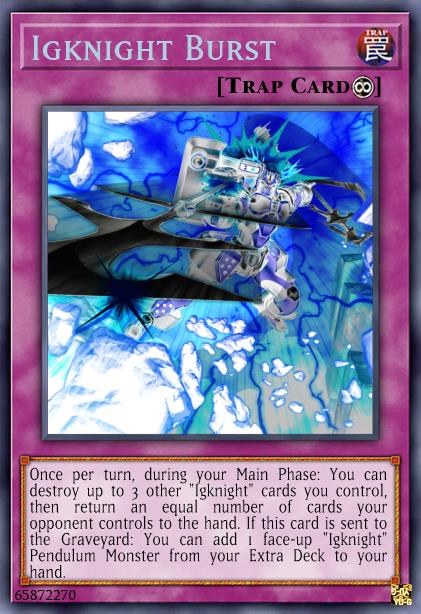 Igknight Burst
TRAP
罠
[Trap Card]
Once per turn, during your Main Phase: You can
destroy up to 3 other "Igknight" cards you control,
then return an equal number of cards your
opponent controls to the hand. If this card is sent to
the Graveyard: You can add 1 face-up "Igknight"
Pendulum Monster from your Extra Deck to your
hand.
65872270